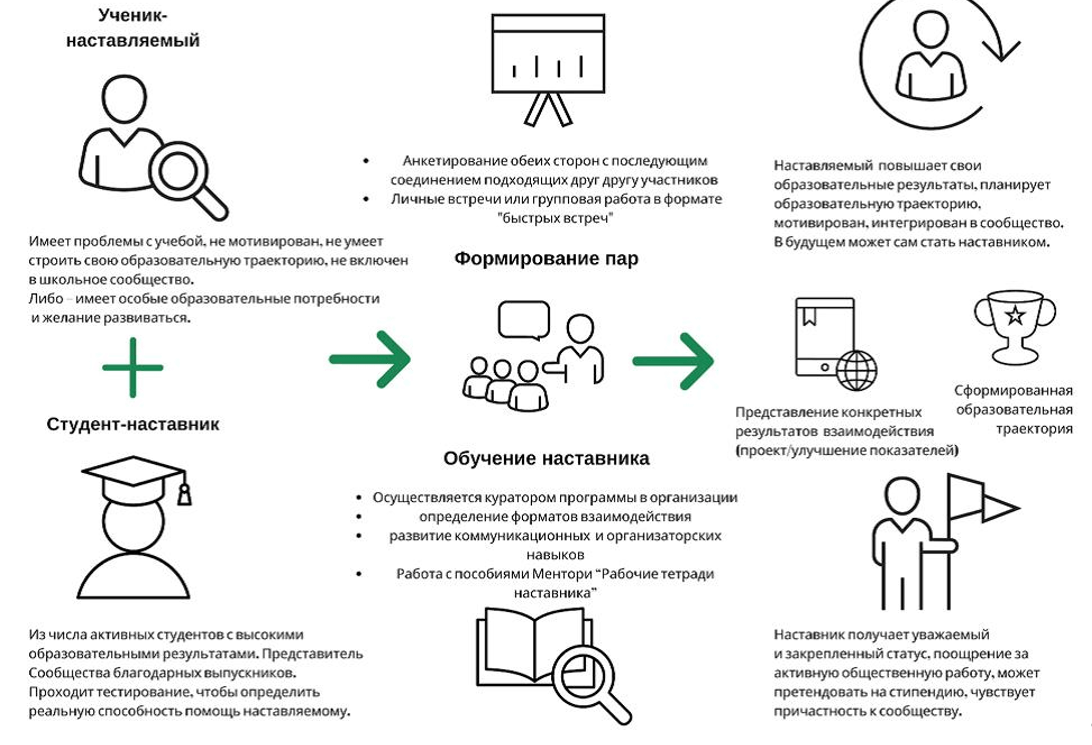 Ученик-
наставляемый
Имеет проблемы с учебой, не мотивирован, не умеет
строить свою образовательную траекторию, не включен
в школьное сообщество.
Либо – имеет особые образовательные потребности
и желание развиваться.
Студент-наставник
Из числа активных студентов с высокими
образовательными результатами. Представитель
Сообщества благодарных выпускников.
Проходит тестирование, чтобы определить
реальную способность помощь наставляемому.
• Анкетирование обеих сторон с последующим
соединением подходящих друг другу участников
• Личные встречи или групповая работа в формате
"быстрых встреч"
Формирование пар
Обучение наставника
• Осуществляется куратором программы в организации
• определение форматов взаимодействия
• развитие коммуникационных и организаторских
навыков
• Работа с пособиями Ментори “Рабочие тетради
наставника”
Наставляемый повышает свои
образовательные результаты, планирует
образовательную траекторию,
мотивирован, интегрирован в сообщество.
В будущем может сам стать наставником.
Представление конкретных
результатов взаимодействия
(проект/улучшение показателей)
Сформированная
образовательная
траектория
Наставник получает уважаемый
и закрепленный статус, поощрение за
активную общественную работу, может
претендовать на стипендию, чувствует
причастность к сообществу.